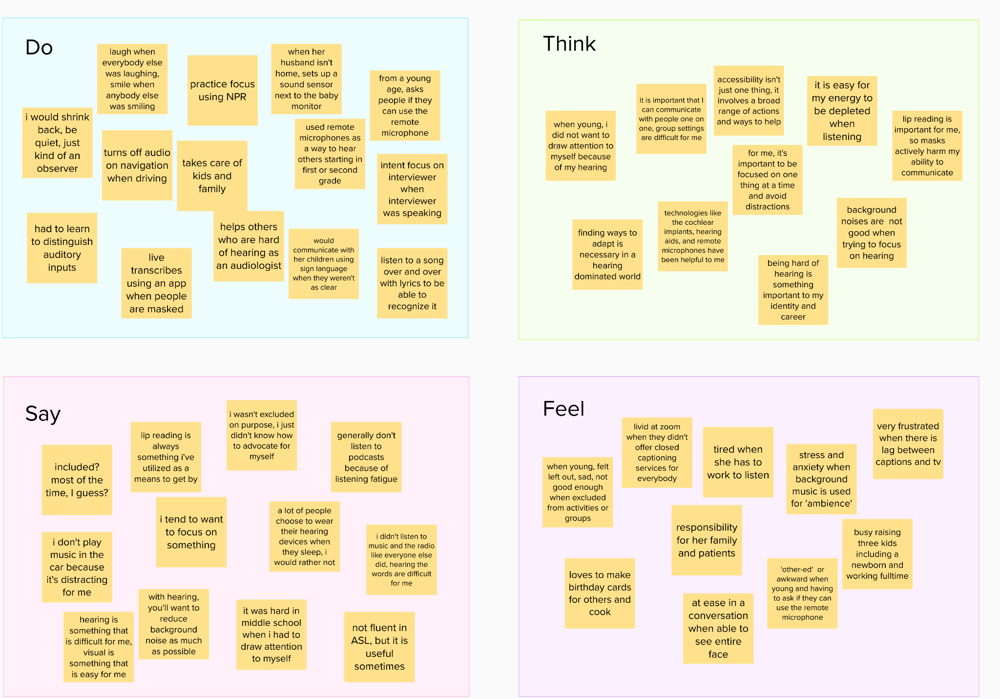 Do
laugh when
everybody else
was laughing,
smile when
anybody else
was smiling
practice focus
using NPR
when her
husband isn't
home, sets up a
sound sensor
next to the baby
monitor
from a young
age, asks
people if they
can use the
remote
microphone
i would shrink
back, be
quiet, just
kind of an
observer
turns off audio
on navigation
when driving
takes care of
kids and
family
used remote
microphones as
a way to hear
others starting in
first or second
grade
intent focus on
interviewer
when
interviewer
was speaking
had to learn
to distinguish
auditory
inputs
live
transcribes
using an app
when people
are masked
helps others
who are hard
of hearing as
an audiologist
would
communicate with
her children using
sign language
when they weren't
as clear
listen to a song
over and over
with lyrics to be
able to
recognize it
Think
when young, i
did not want to
draw attention to
myself because
of my hearing
it is important that I
can communicate
with people one on
one, group settings
are difficult for me
accessibility isn't
just one thing, it
involves a broad
range of actions
and ways to help
it is easy for
my energy to
be depleted
when
listening
lip reading is
important for me,
so masks
actively harm my
ability to
communicate
for me, it's
important to be
focused on one
thing at a time
and avoid
distractions
finding ways to
adapt is
necessary in a
hearing
dominated world
technologies like
the cochlear
implants, hearing
aids, and remote
microphones have
been helpful to me
background
noises are  not
good when
trying to focus
on hearing
being hard of
hearing is
something
important to my
identity and
career
Say
included?
most of the
time, I guess?
lip reading is
always
something i've
utilized as a
means to get by
i wasn't excluded
on purpose, i just
didn't know how
to advocate for
myself
generally don't
listen to
podcasts
because of
listening fatigue
i tend to want
to focus on
something
a lot of people
choose to wear
their hearing
devices when
they sleep, i
would rather not
i didn't listen to
music and the radio
like everyone else
did, hearing the
words are difficult
for me
i don't play
music in the
car because
it's distracting
for me
hearing is
something that
is difficult for me,
visual is
something that
is easy for me
with hearing,
you'll want to
reduce
background
noise as much
as possible
it was hard in
middle school
when i had to
draw attention
to myself
not fluent in
ASL, but it is
useful
sometimes
Feel
when young, felt
left out, sad, not
good enough
when excluded
from activities or
groups
livid at zoom
when they didn't
offer closed
captioning
services for
everybody
tired when
she has to
work to listen
stress and
anxiety when
background
music is used
for 'ambience'
very frustrated
when there is
lag between
captions and tv
responsibility
for her family
and patients
busy raising
three kids
including a
newborn and
working fulltime
loves to make
birthday cards
for others and
cook
'other-ed'  or
awkward when
young and having
to ask if they can
use the remote
microphone
at ease in a
conversation
when able to
see entire
face